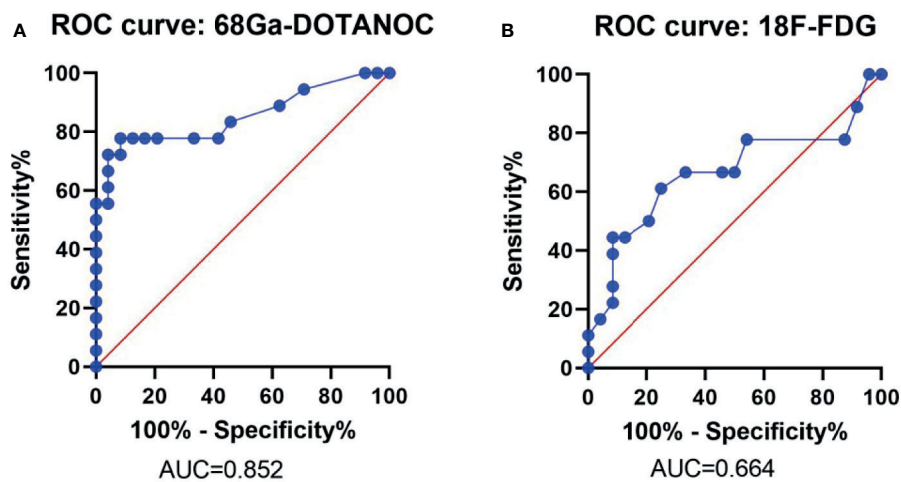 A ROC curve: 68Ga-DOTANOC
100
80
60
40
20
0
Sensitivity%
0 20 40 60 80 100
100% - Specificity%
AUC=0.852
B ROC curve: 18F-FDG
100
80
60
40
20
0
Sensitivity%
0 20 40 60 80 100
100% - Specificity%
AUC=0.664